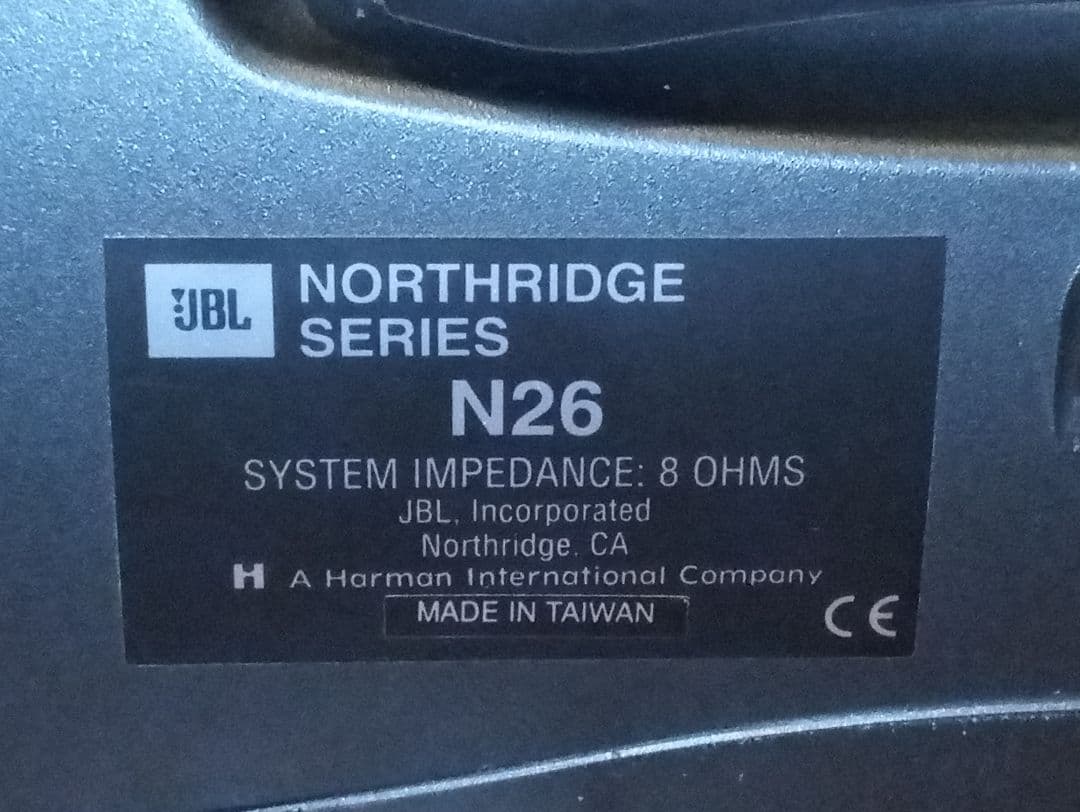 JBL
NORTHRIDGE
SERIES
N26
SYSTEM IMPEDANCE: 8 OHMS
JBL, Incorporated
Northridge. CA
H A Harman International Company
MADE IN TAIWAN
CE